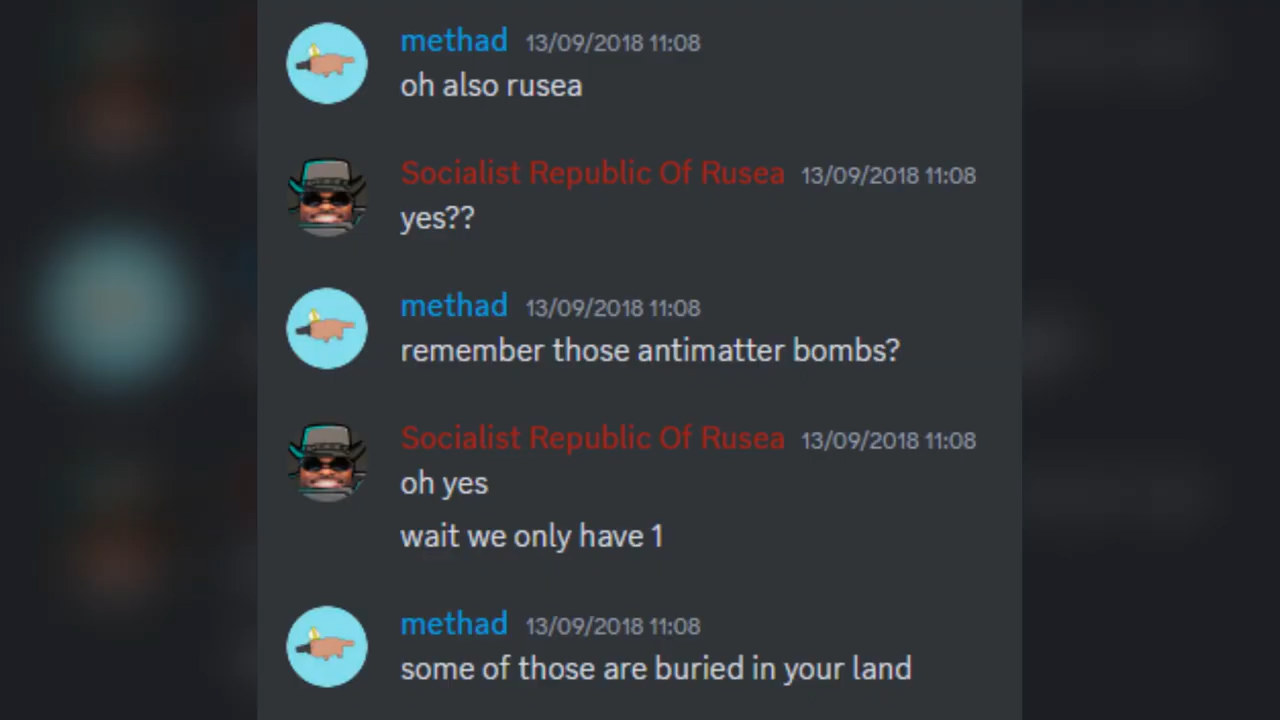 methad 13/09/2018 11:08
oh also rusea
Socialist Republic Of Rusea 13/09/2018 11:08
yes??
methad 13/09/2018 11:08
remember those antimatter bombs?
Socialist Republic Of Rusea 13/09/2018 11:08
oh yes
wait we only have 1
methad 13/09/2018 11:08
some of those are buried in your land